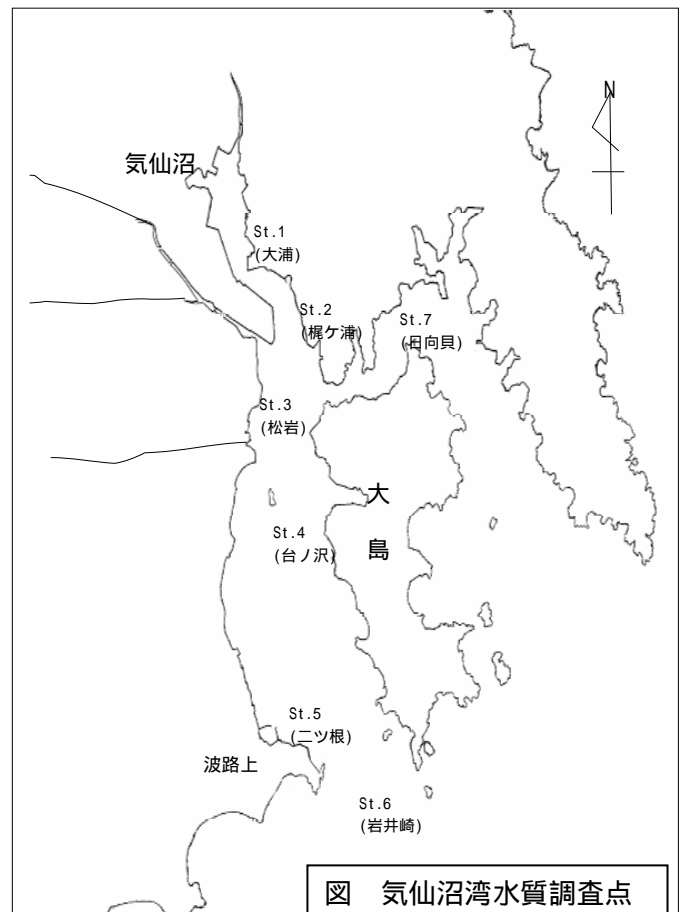 N
気仙沼
St.1
(大浦)
St.2
(梶ケ浦)
St.7
(日向貝)
St.3
(松岩)
大
島
St.4
(台ノ沢)
St.5
(二ツ根)
波路上
St.6
(岩井崎)
図 気仙沼湾水質調査点